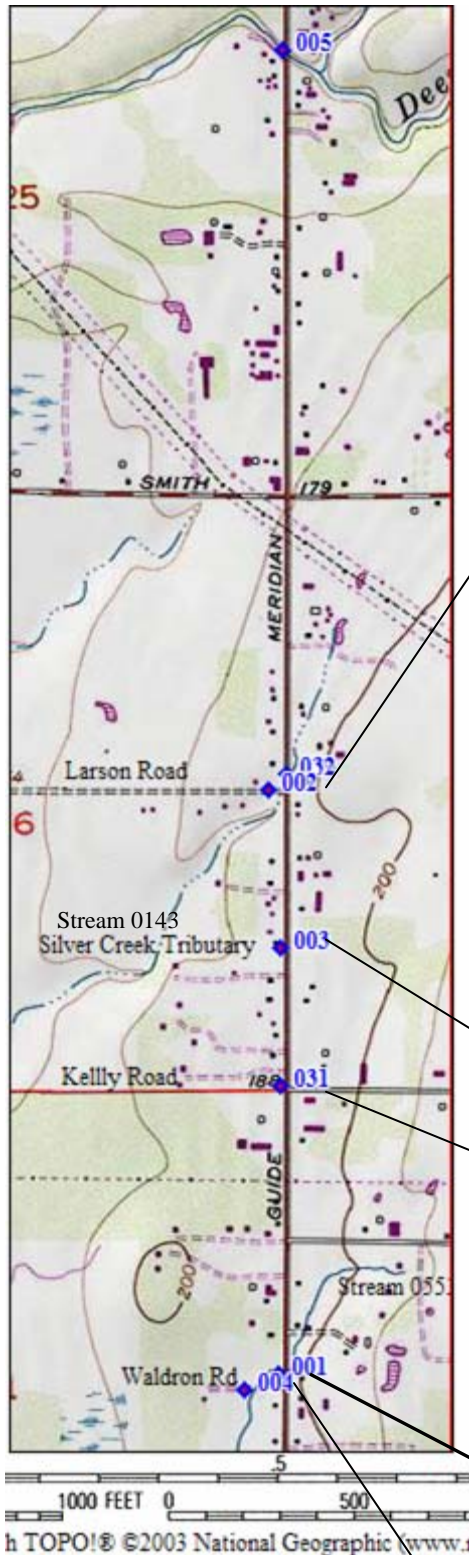 005
Dee
25
SMITH
179
MERIDIAN
032
Larson Road
002
6
200
Stream 0143
Silver Creek Tributary
003
Kellly Road
188
031
GUIDE
200
Stream 055
Waldron Rd
001
004
.5
1000 FEET 0 500
h TOPO!® ©2003 National Geographic (www.